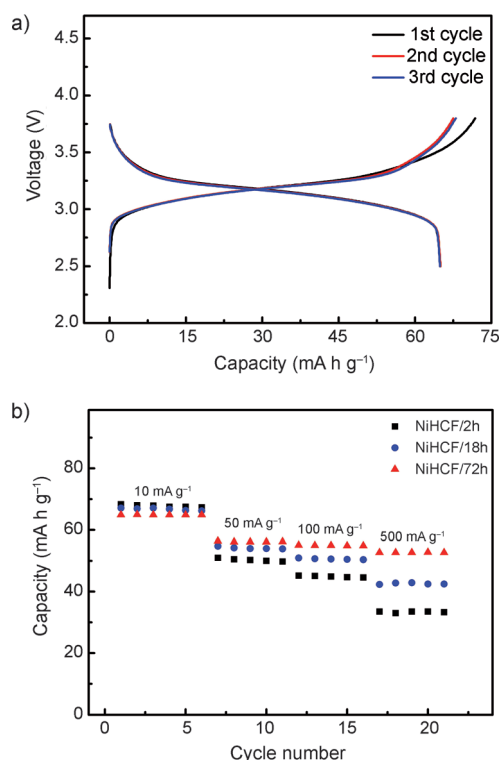 a)
4.5
4.0
3.5
3.0
2.5
2.0
Voltage (V)
1st cycle
2nd cycle
3rd cycle
0 15 30 45 60 75
Capacity (mA h g⁻¹)
b)
80
60
40
20
0
Capacity (mA h g⁻¹)
NiHCF/2h
NiHCF/18h
NiHCF/72h
10 mA g⁻¹
50 mA g⁻¹
100 mA g⁻¹
500 mA g⁻¹
0 5 10 15 20
Cycle number